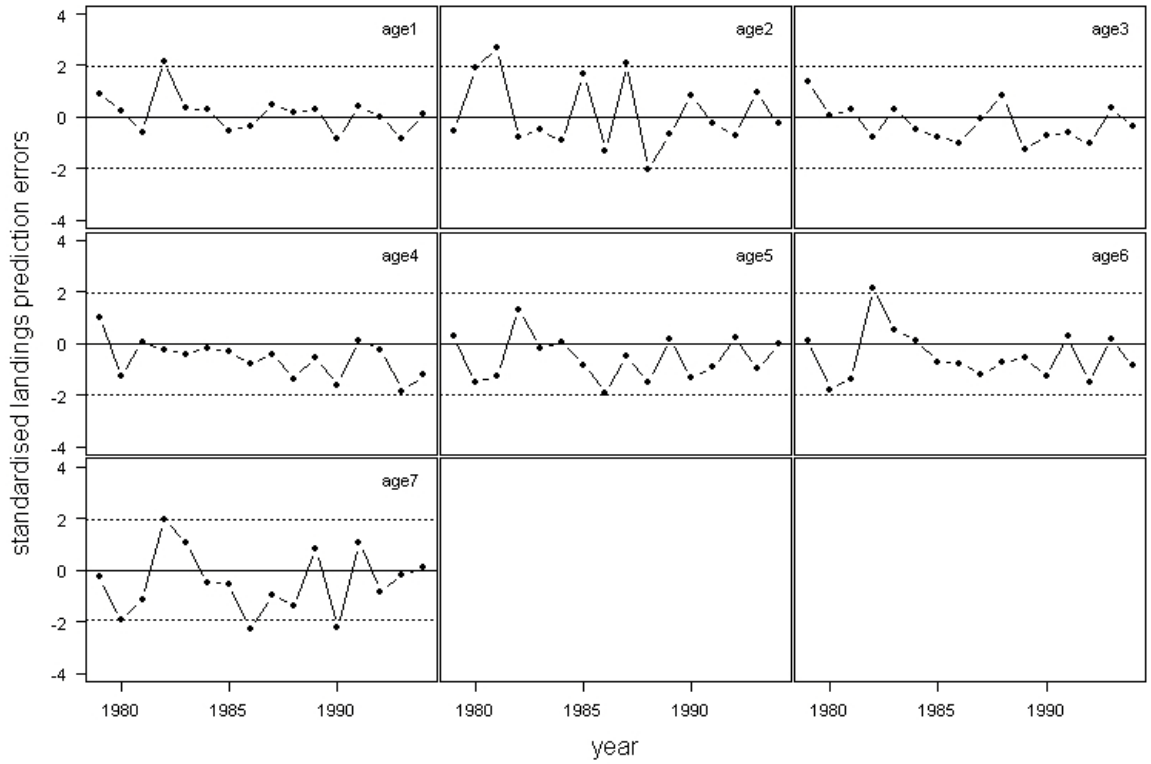 standardised landings prediction errors
4
2
0
-2
-4
age1
age2
age3
4
2
0
-2
-4
age4
age5
age6
4
2
0
-2
-4
age7
1980 1985 1990 1980 1985 1990 1980 1985 1990
year